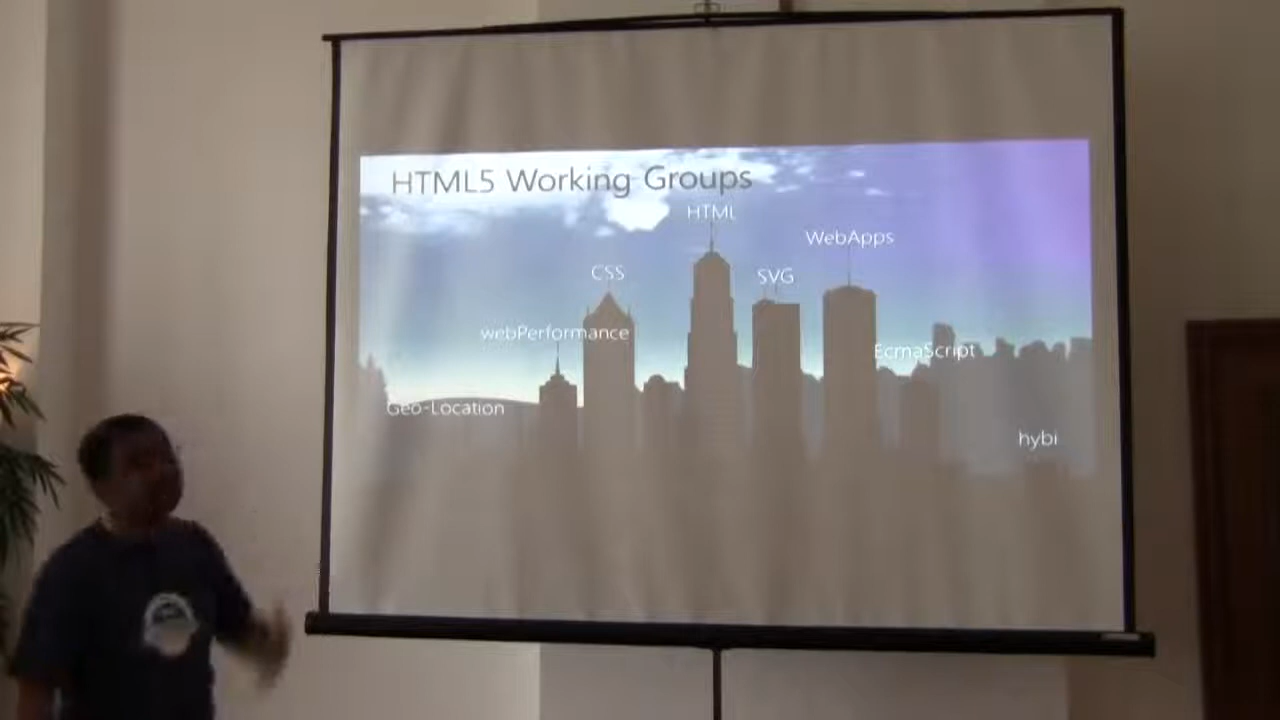 HTML5 Working Groups
HTML
WebApps
CSS
SVG
webPerformance
EcmaScript
Geo-Location
hybi